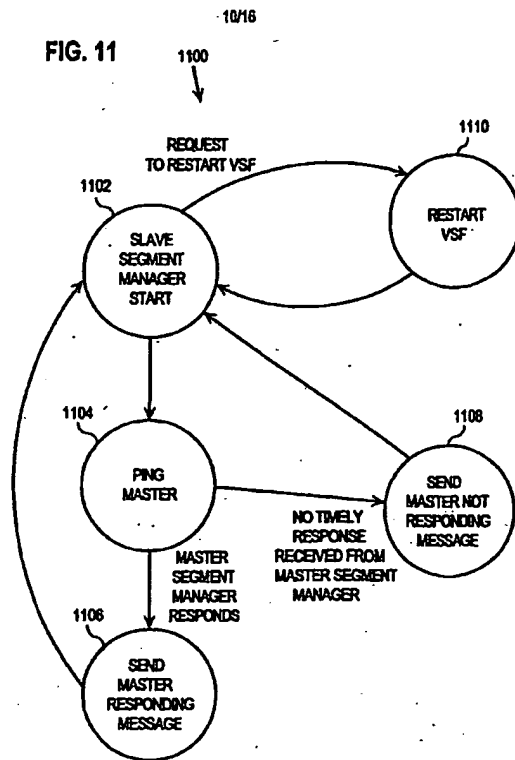 10/16
FIG. 11
1100
REQUEST
TO RESTART VSF
1110
RESTART
VSF
1102
SLAVE
SEGMENT
MANAGER
START
1104
PING
MASTER
1108
SEND
MASTER NOT
RESPONDING
MESSAGE
NO TIMELY
RESPONSE
RECEIVED FROM
MASTER SEGMENT
MANAGER
MASTER
SEGMENT
MANAGER
RESPONDS
1106
SEND
MASTER
RESPONDING
MESSAGE